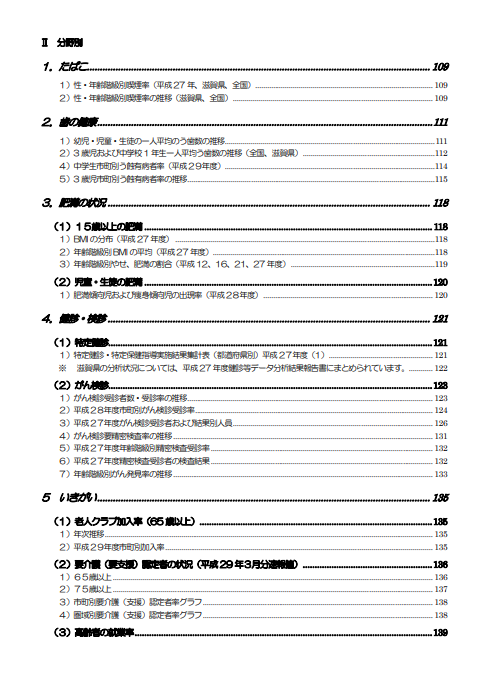 Ⅱ 分野別
1．たばこ 109
1）性・年齢階級別喫煙率（平成27年、滋賀県、全国） 109
2）性・年齢階級別喫煙率の推移（滋賀県、全国） 109
2．歯の健康 111
1）幼児・児童・生徒の一人平均のう歯数の推移 111
2）3歳児および中学校1年生一人平均う歯数の推移（全国、滋賀県） 112
4）中学生市町別う蝕有病者率（平成29年度） 114
5）3歳児市町別う蝕有病者率の推移 115
3．肥満の状況 118
（1）15歳以上の肥満 118
1）BMIの分布（平成27年度） 118
2）年齢階級別BMIの平均（平成27年度） 118
3）年齢階級別やせ、肥満の割合（平成12、16、21、27年度） 119
（2）児童・生徒の肥満 120
1）肥満傾向児および痩身傾向児の出現率（平成28年度） 120
4．健診・検診 121
（1）特定健診 121
1）特定健診・特定保健指導実施結果集計表（都道府県別）平成27年度（1） 121
※ 滋賀県の分析状況については、平成27年度健診等データ分析結果報告書にまとめられています。 122
（2）がん検診 123
1）がん検診受診者数・受診率の推移 123
2）平成28年度市町別がん検診受診率 124
3）平成27年度がん検診受診者および結果別人員 126
4）がん検診要精密検査率の推移 131
5）平成27年度年齢階級別精密検査受診率 132
6）平成27年度精密検査受診者の検査結果 132
7）年齢階級別がん発見率の推移 133
5 いきがい 135
（1）老人クラブ加入率（65歳以上） 135
1）年次推移 135
2）平成29年度市町別加入率 135
（2）要介護（要支援）認定者の状況（平成29年3月分速報値） 136
1）65歳以上 136
2）75歳以上 137
3）市町別要介護（支援）認定者率グラフ 138
4）圏域別要介護（支援）認定者率グラフ 138
（3）高齢者の就業率 139